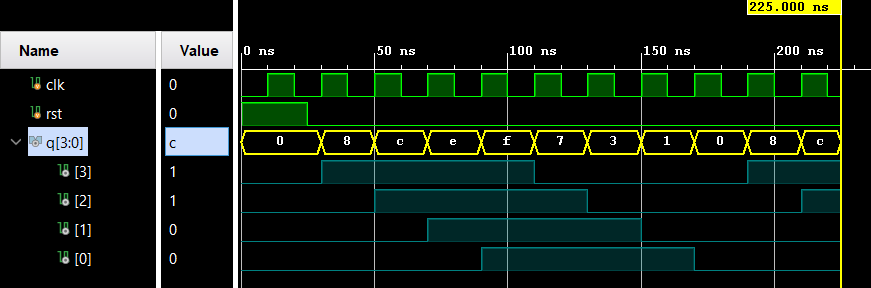 225.000 ns
Name Value
0 ns 50 ns 100 ns 150 ns 200 ns
clk 0
rst 0
q[3:0] c 0 8 c e f 7 3 1 0 8 c
[3] 1
[2] 1
[1] 0
[0] 0